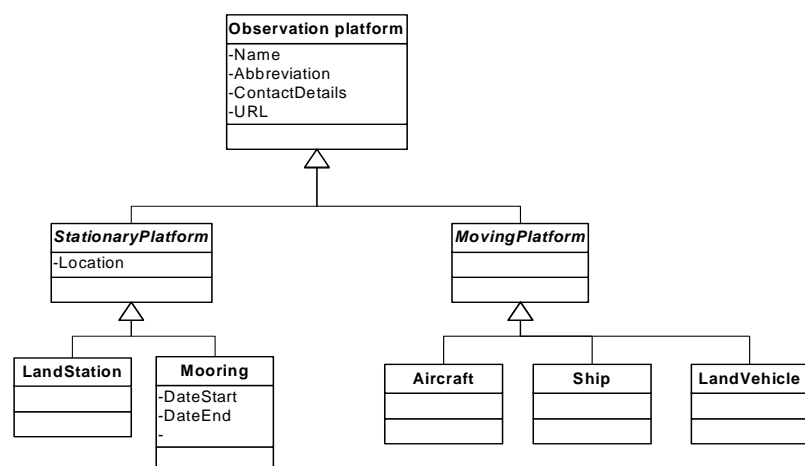 Observation platform
-Name
-Abbreviation
-ContactDetails
-URL
StationaryPlatform
-Location
MovingPlatform
LandStation
Mooring
-DateStart
-DateEnd
-
Aircraft
Ship
LandVehicle